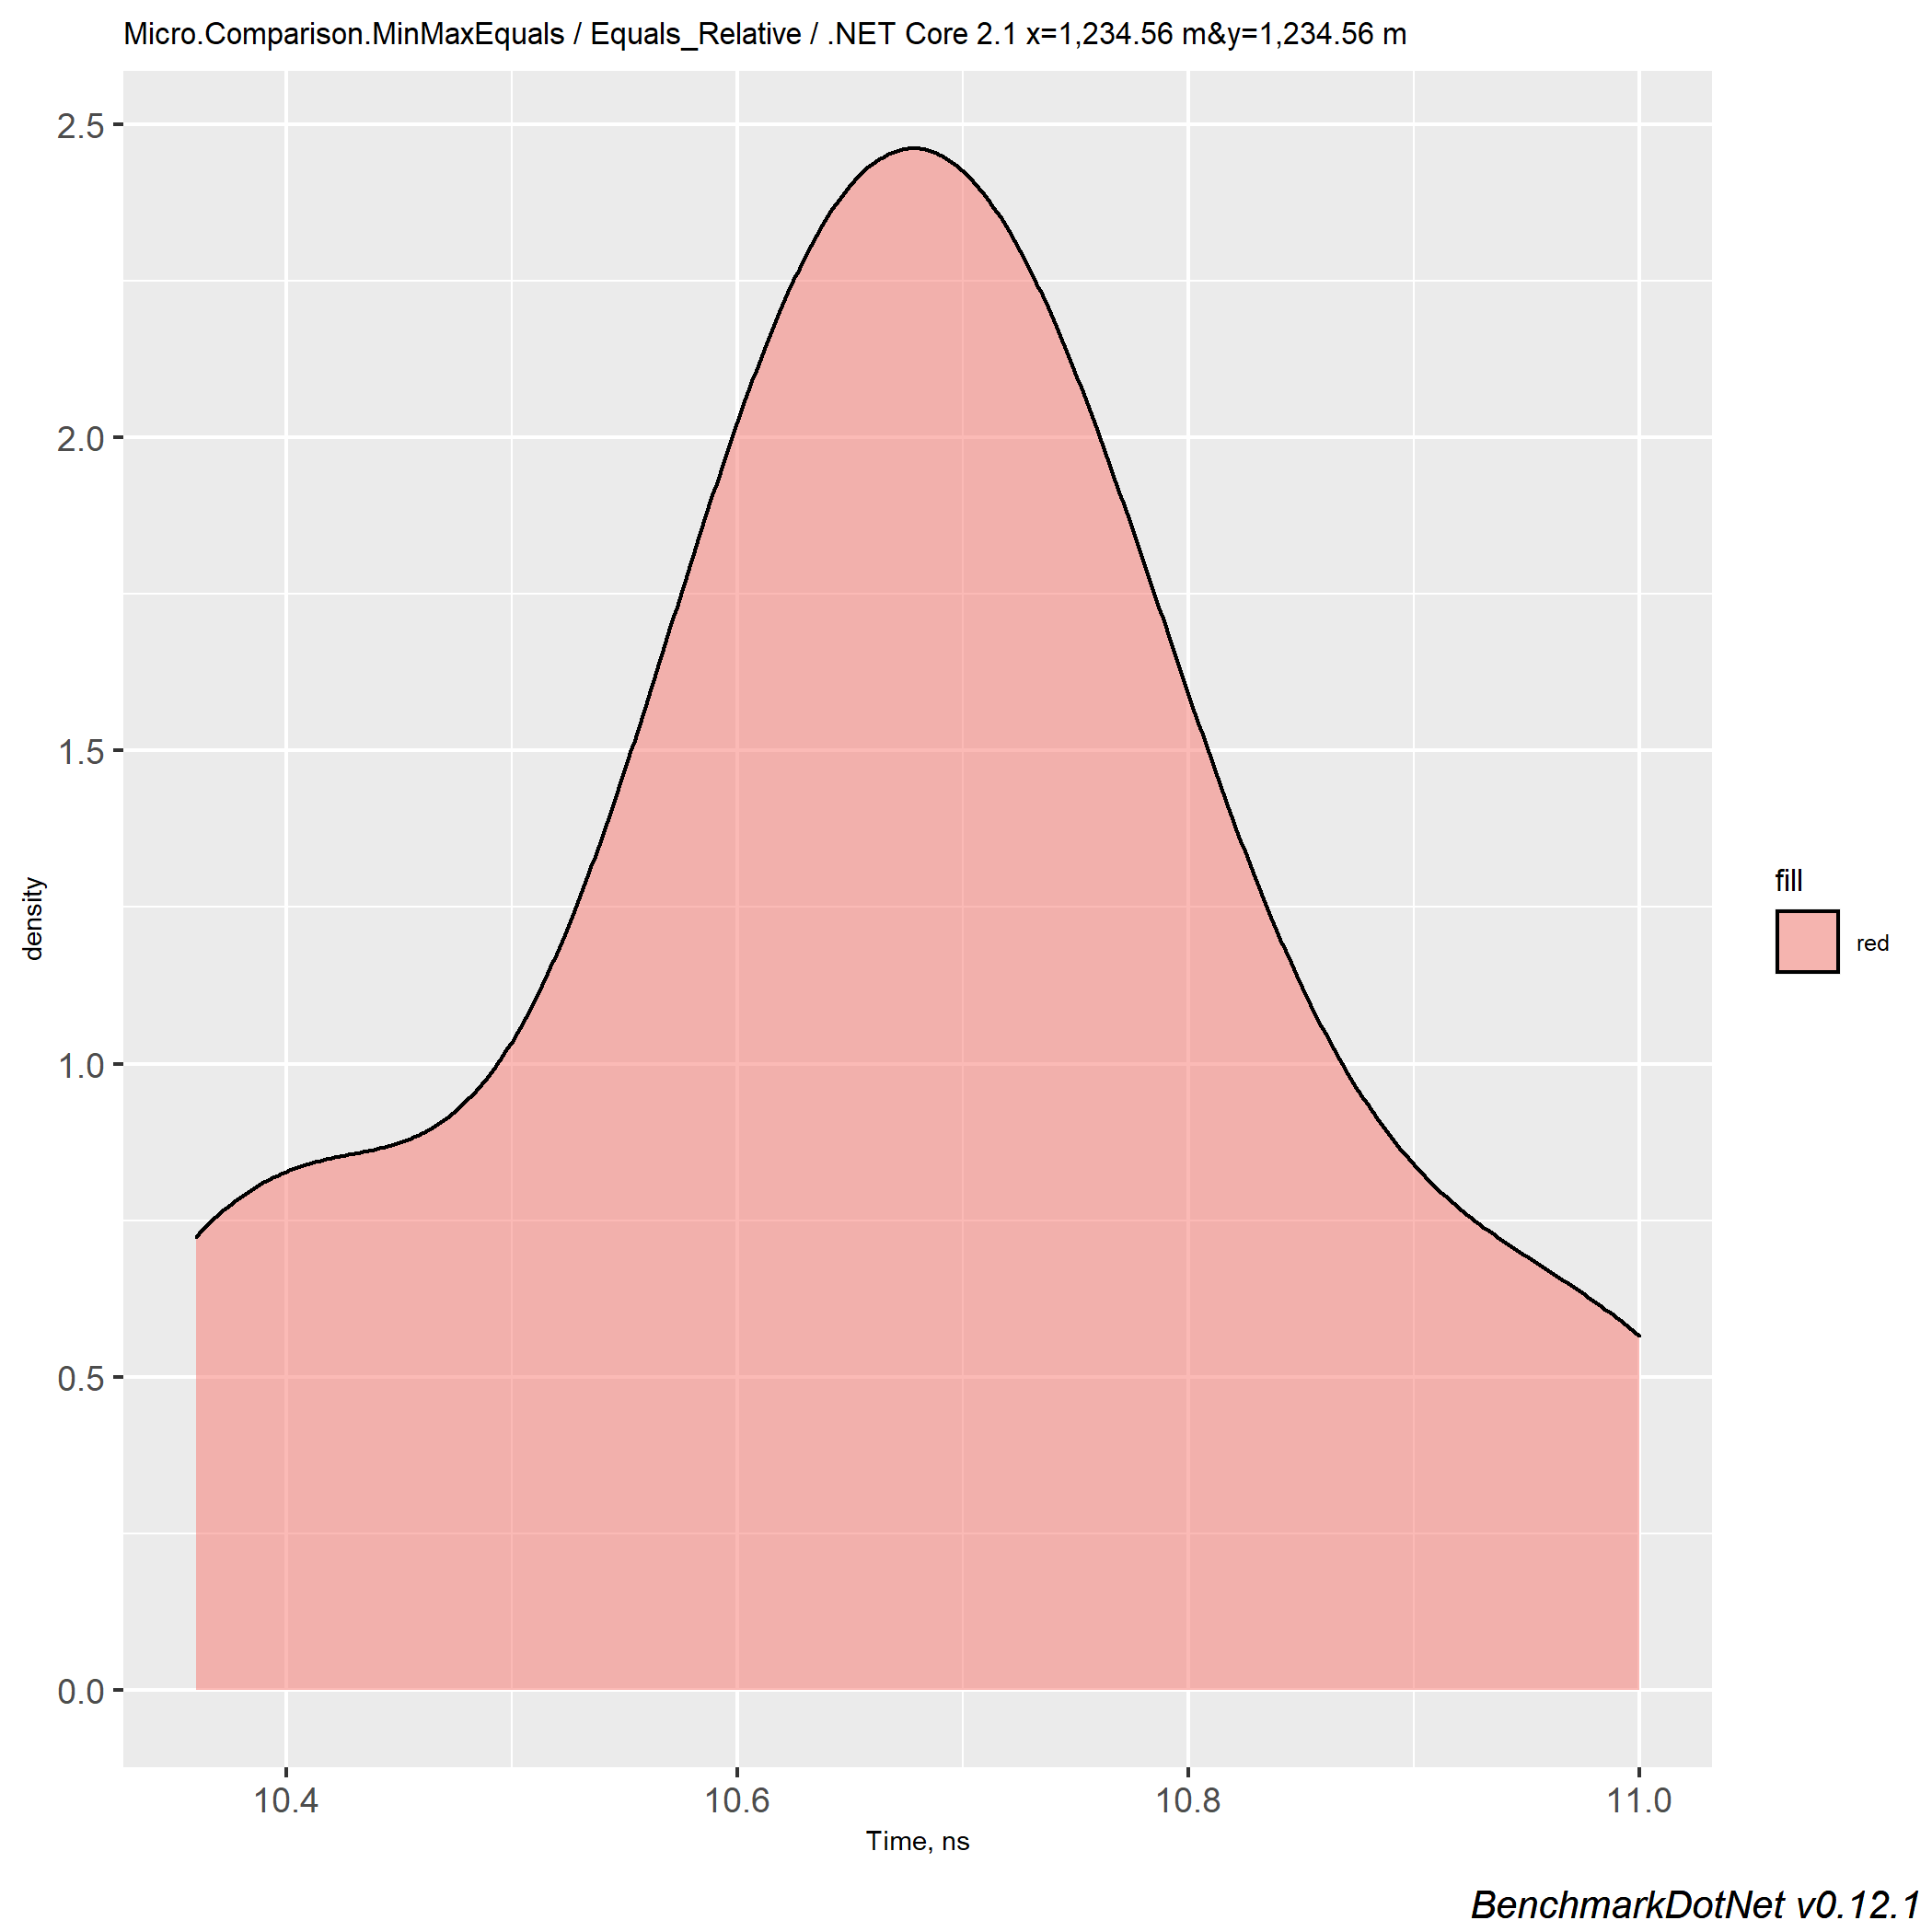 Micro.Comparison.MinMaxEquals / Equals_Relative / .NET Core 2.1 x=1,234.56 m&y=1,234.56 m
2.5
2.0
1.5
1.0
0.5
0.0
density
10.4 10.6 10.8 11.0
Time, ns
fill
red
BenchmarkDotNet v0.12.1